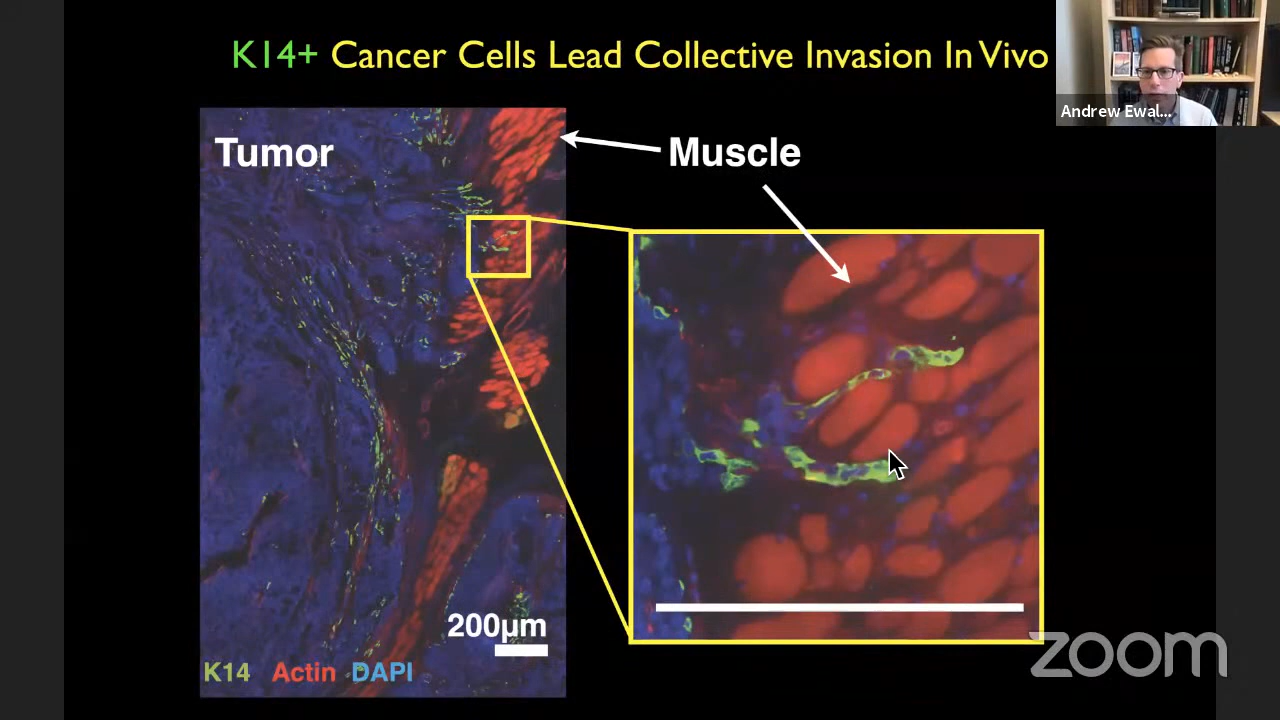 K14+ Cancer Cells Lead Collective Invasion In Vivo
Andrew Ewal...
Tumor
Muscle
200µm
K14 Actin DAPI
zoom